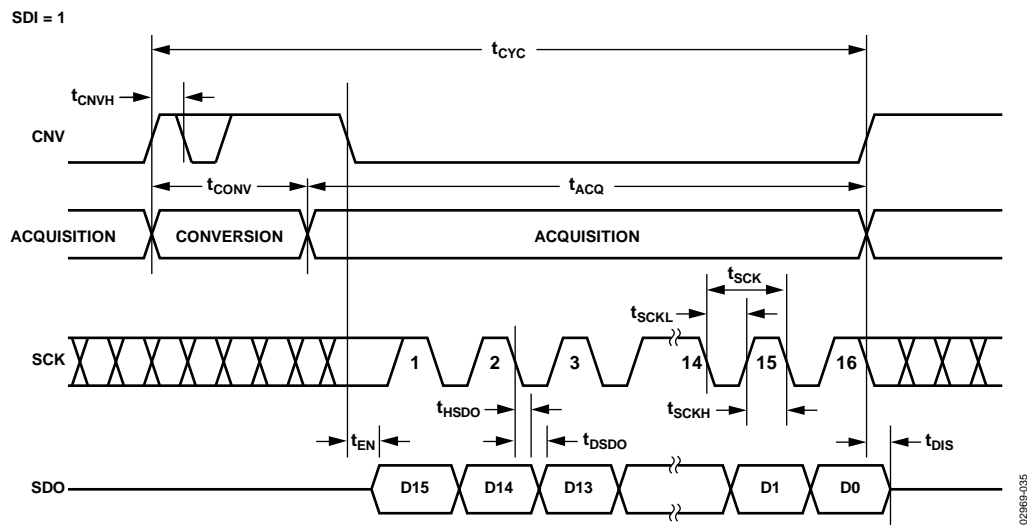 SDI = 1
tCYC
tCNVH
CNV
tCONV
tACQ
ACQUISITION
CONVERSION
ACQUISITION
tSCK
tSCKL
SCK
1
2
3
14
15
16
tHSDO
tSCKH
tEN
tDSDO
tDIS
SDO
D15
D14
D13
D1
D0
02969-035